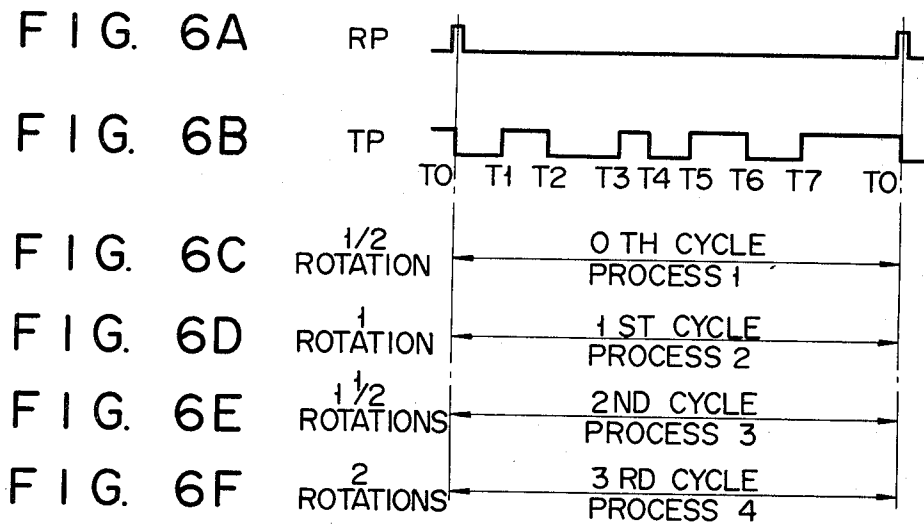 FIG. 6A RP
FIG. 6B TP
T0 T1 T2 T3 T4 T5 T6 T7 T0
FIG. 6C 1/2 ROTATION 0 TH CYCLE PROCESS 1
FIG. 6D 1 ROTATION 1 ST CYCLE PROCESS 2
FIG. 6E 1 1/2 ROTATIONS 2ND CYCLE PROCESS 3
FIG. 6F 2 ROTATIONS 3 RD CYCLE PROCESS 4